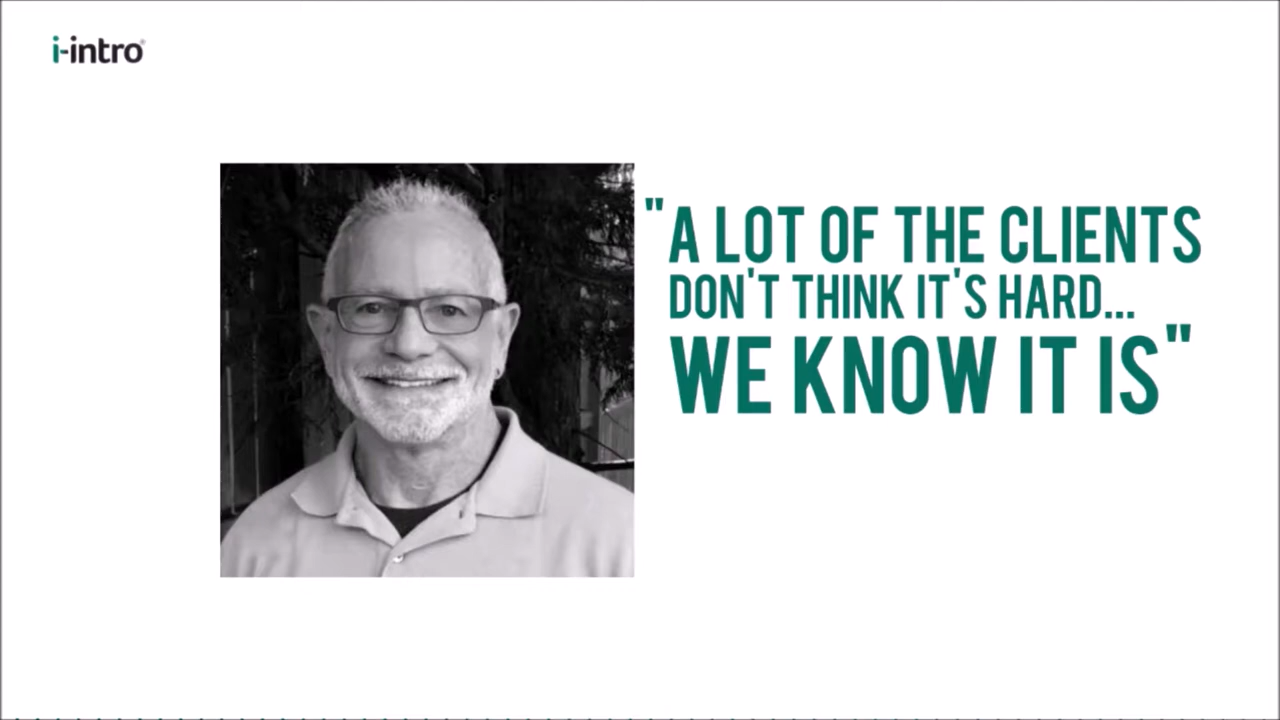 i-intro®
"A LOT OF THE CLIENTS
DON'T THINK IT'S HARD...
WE KNOW IT IS"